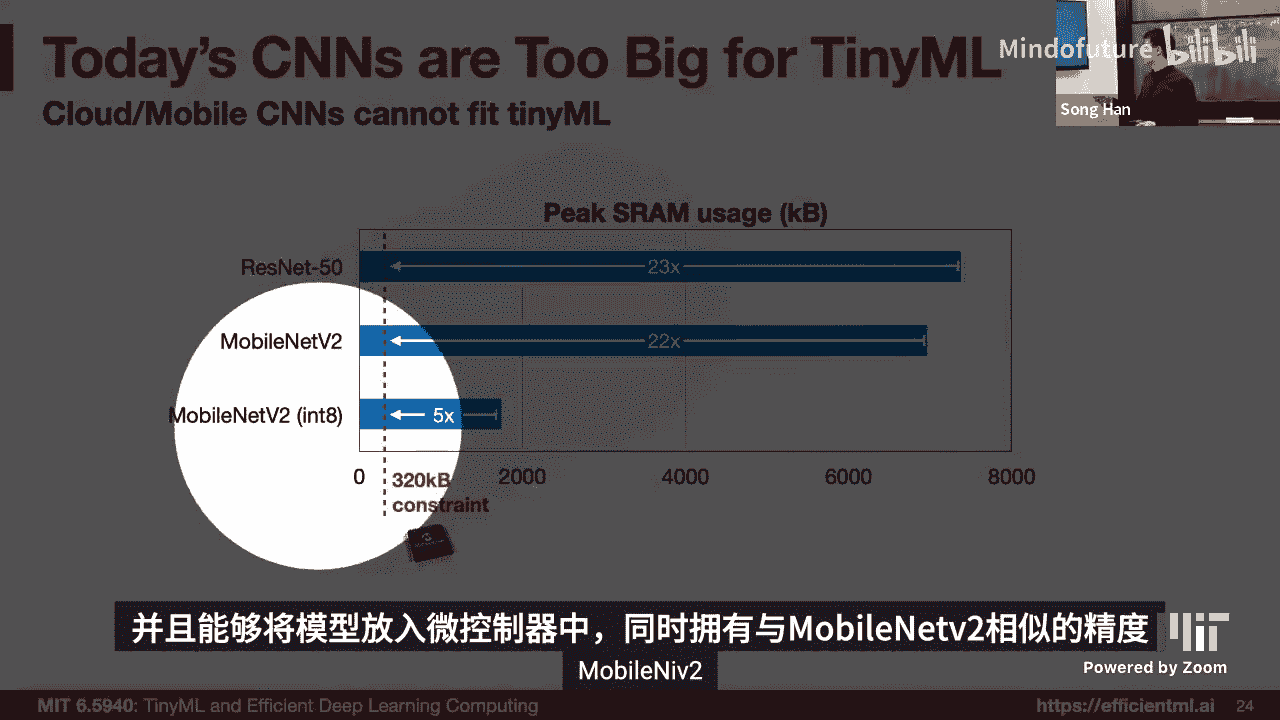 Today's CNNs are Too Big for TinyML
Mindofuture bilibili
Cloud/Mobile CNNs cannot fit tinyML
Song Han
Peak SRAM usage (kB)
ResNet-50
23x
MobileNetV2
22x
MobileNetV2 (int8)
5x
0
2000
4000
6000
8000
320kB
constraint
并且能够将模型放入微控制器中，同时拥有与MobileNetv2相似的精度
MobileNiv2
Powered by Zoom
MIT 6.5940: TinyML and Efficient Deep Learning Computing
https://efficientml.ai
24